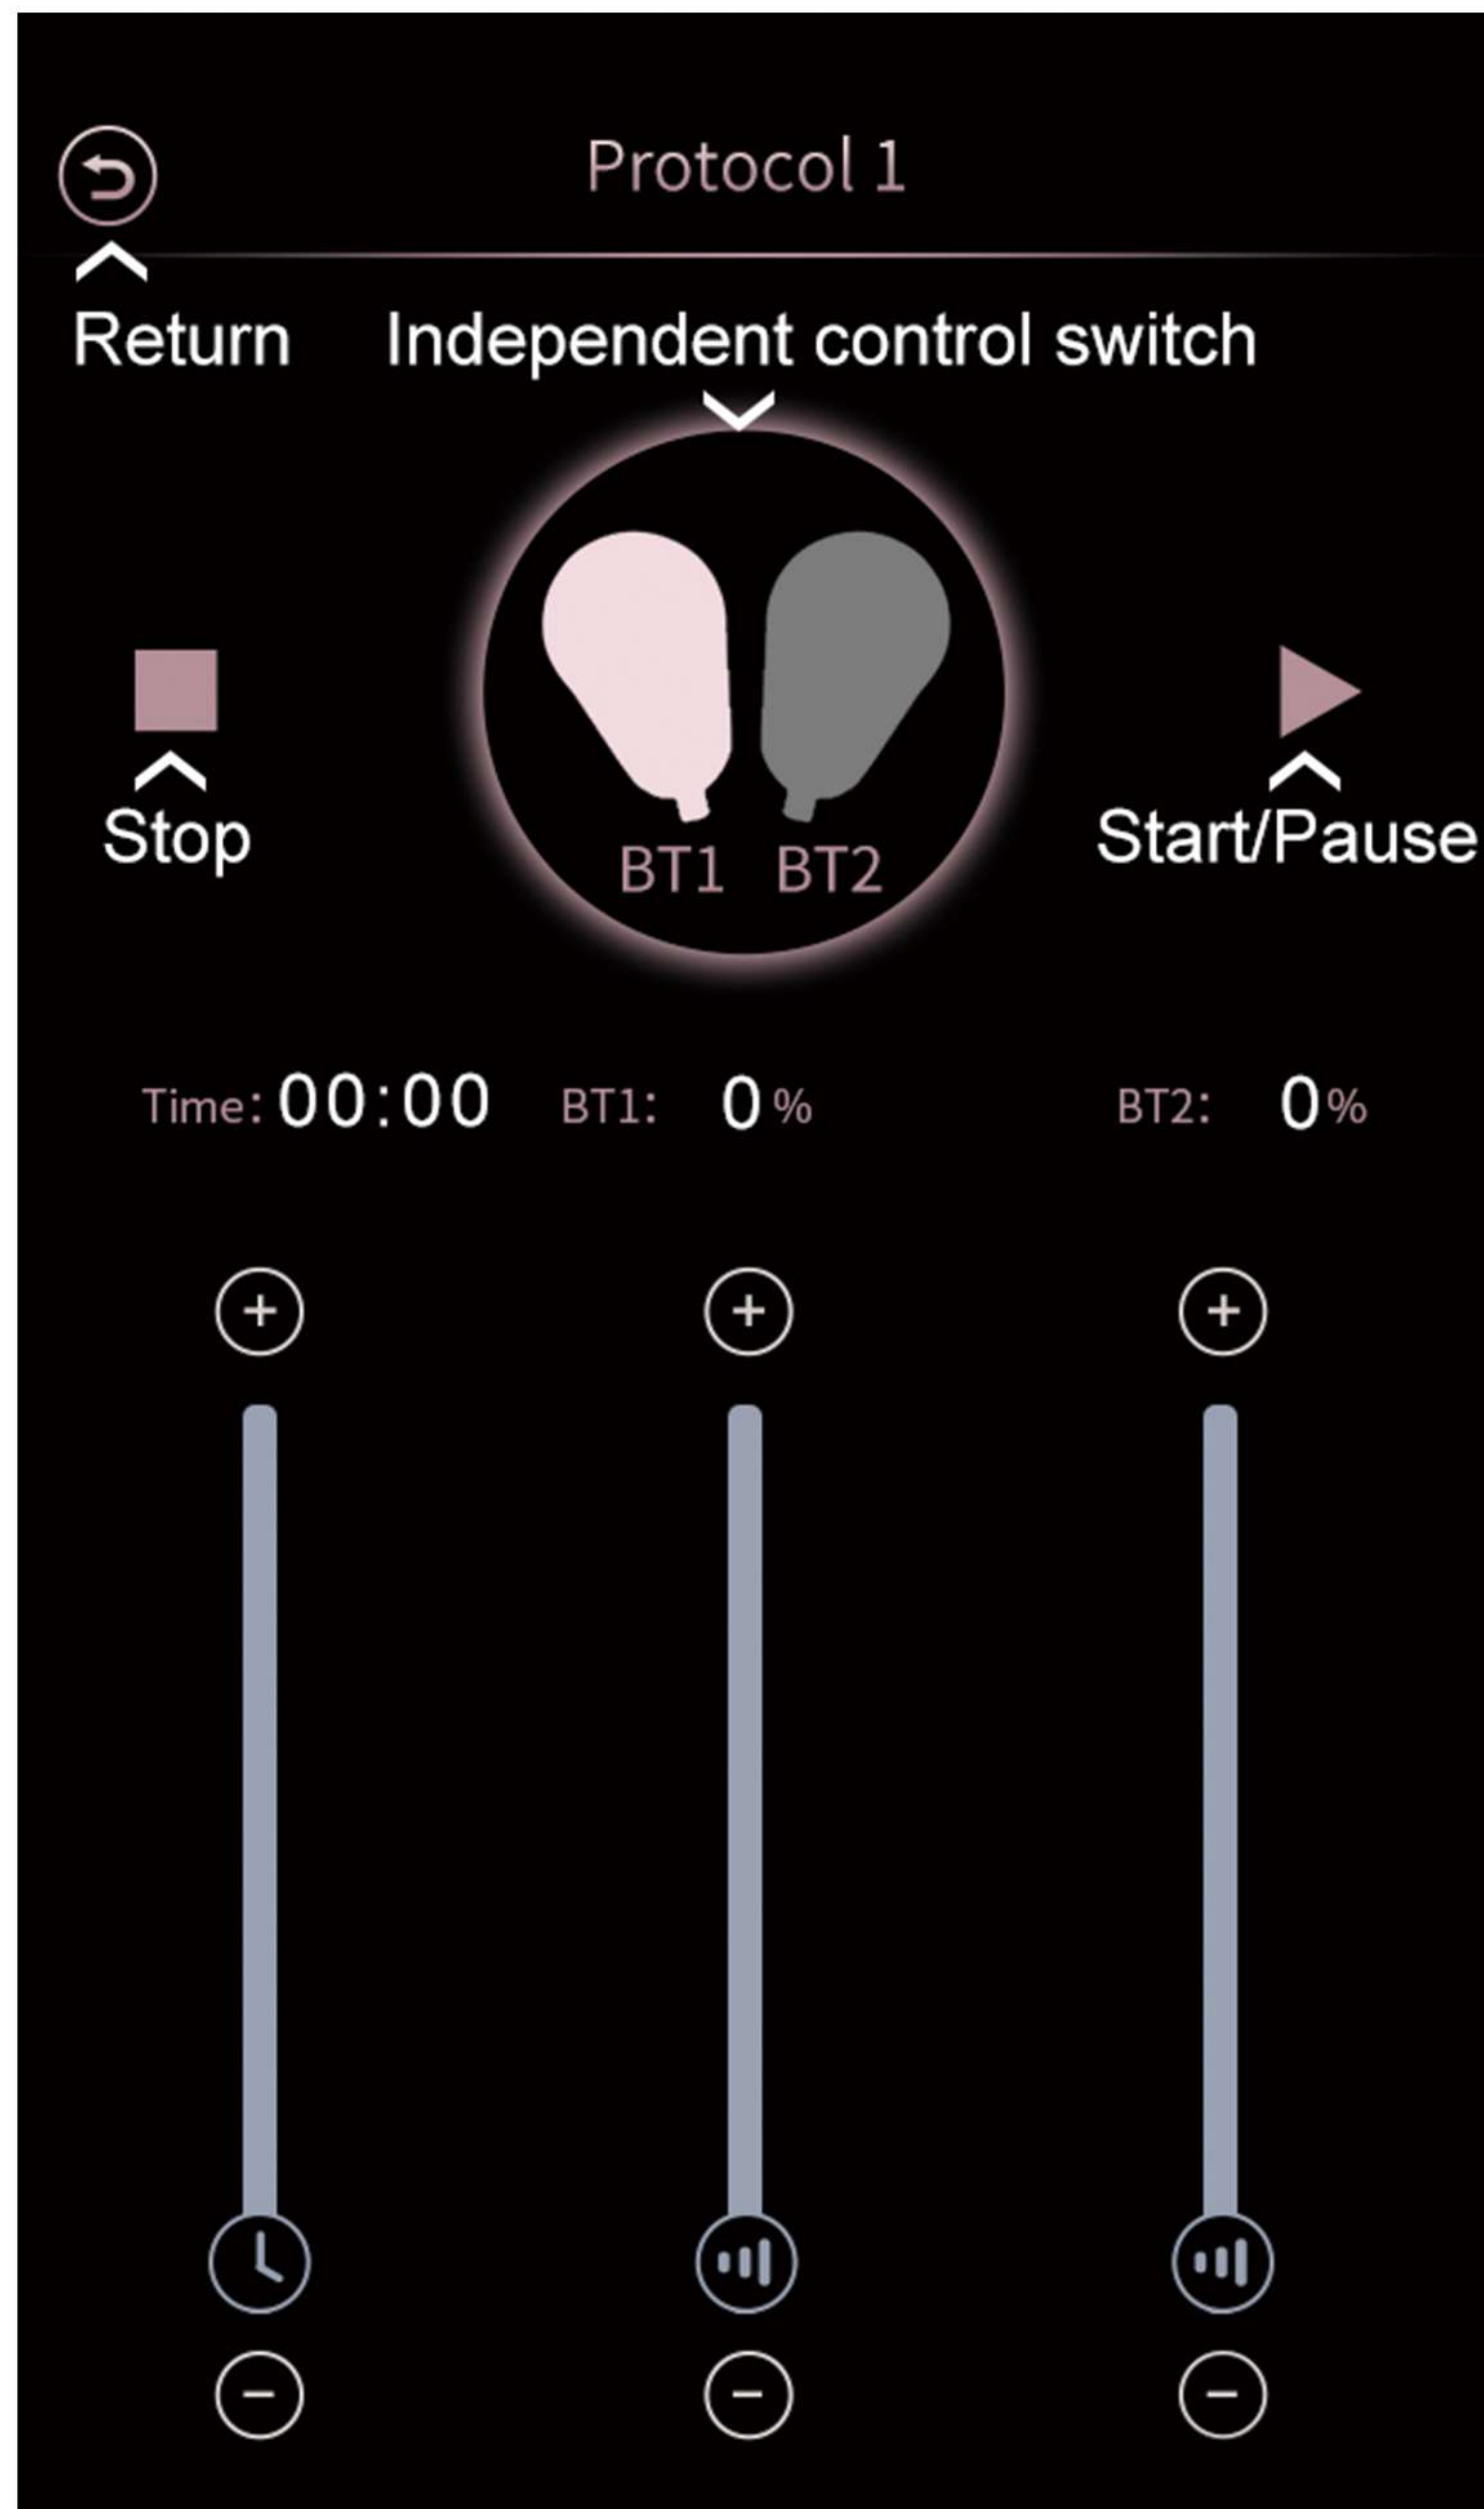 Protocol 1
Return
Independent control switch
Stop
Start/Pause
BT1 BT2
Time: 00:00 BT1: 0 % BT2: 0%